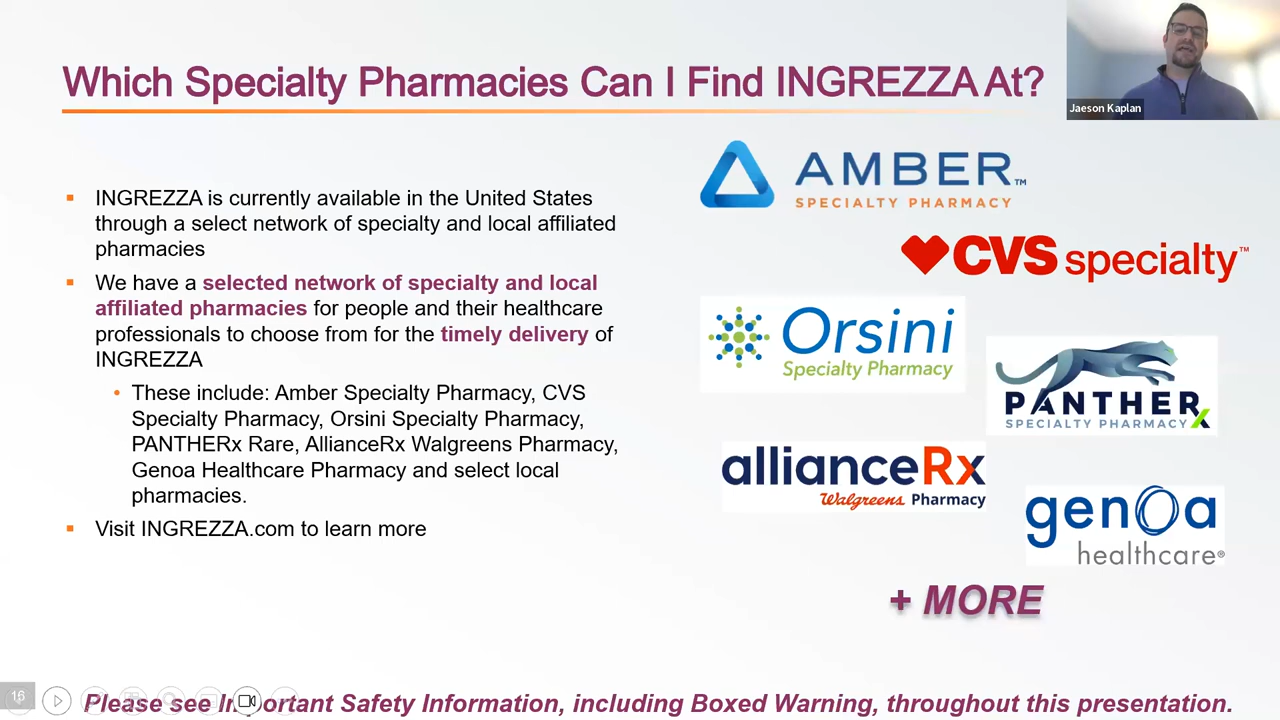 Which Specialty Pharmacies Can I Find INGREZZA At?
Jaeson Kaplan
INGREZZA is currently available in the United States
through a select network of specialty and local affiliated
pharmacies
We have a selected network of specialty and local
affiliated pharmacies for people and their healthcare
professionals to choose from for the timely delivery of
INGREZZA
These include: Amber Specialty Pharmacy, CVS
Specialty Pharmacy, Orsini Specialty Pharmacy,
PANTHERx Rare, AllianceRx Walgreens Pharmacy,
Genoa Healthcare Pharmacy and select local
pharmacies.
Visit INGREZZA.com to learn more
AMBER™
SPECIALTY PHARMACY
CVS specialty™
Orsini
Specialty Pharmacy
PANTHERx
SPECIALTY PHARMACY
allianceRx
Walgreens Pharmacy
genoa
healthcare®
+ MORE
16
Please see Important Safety Information, including Boxed Warning, throughout this presentation.